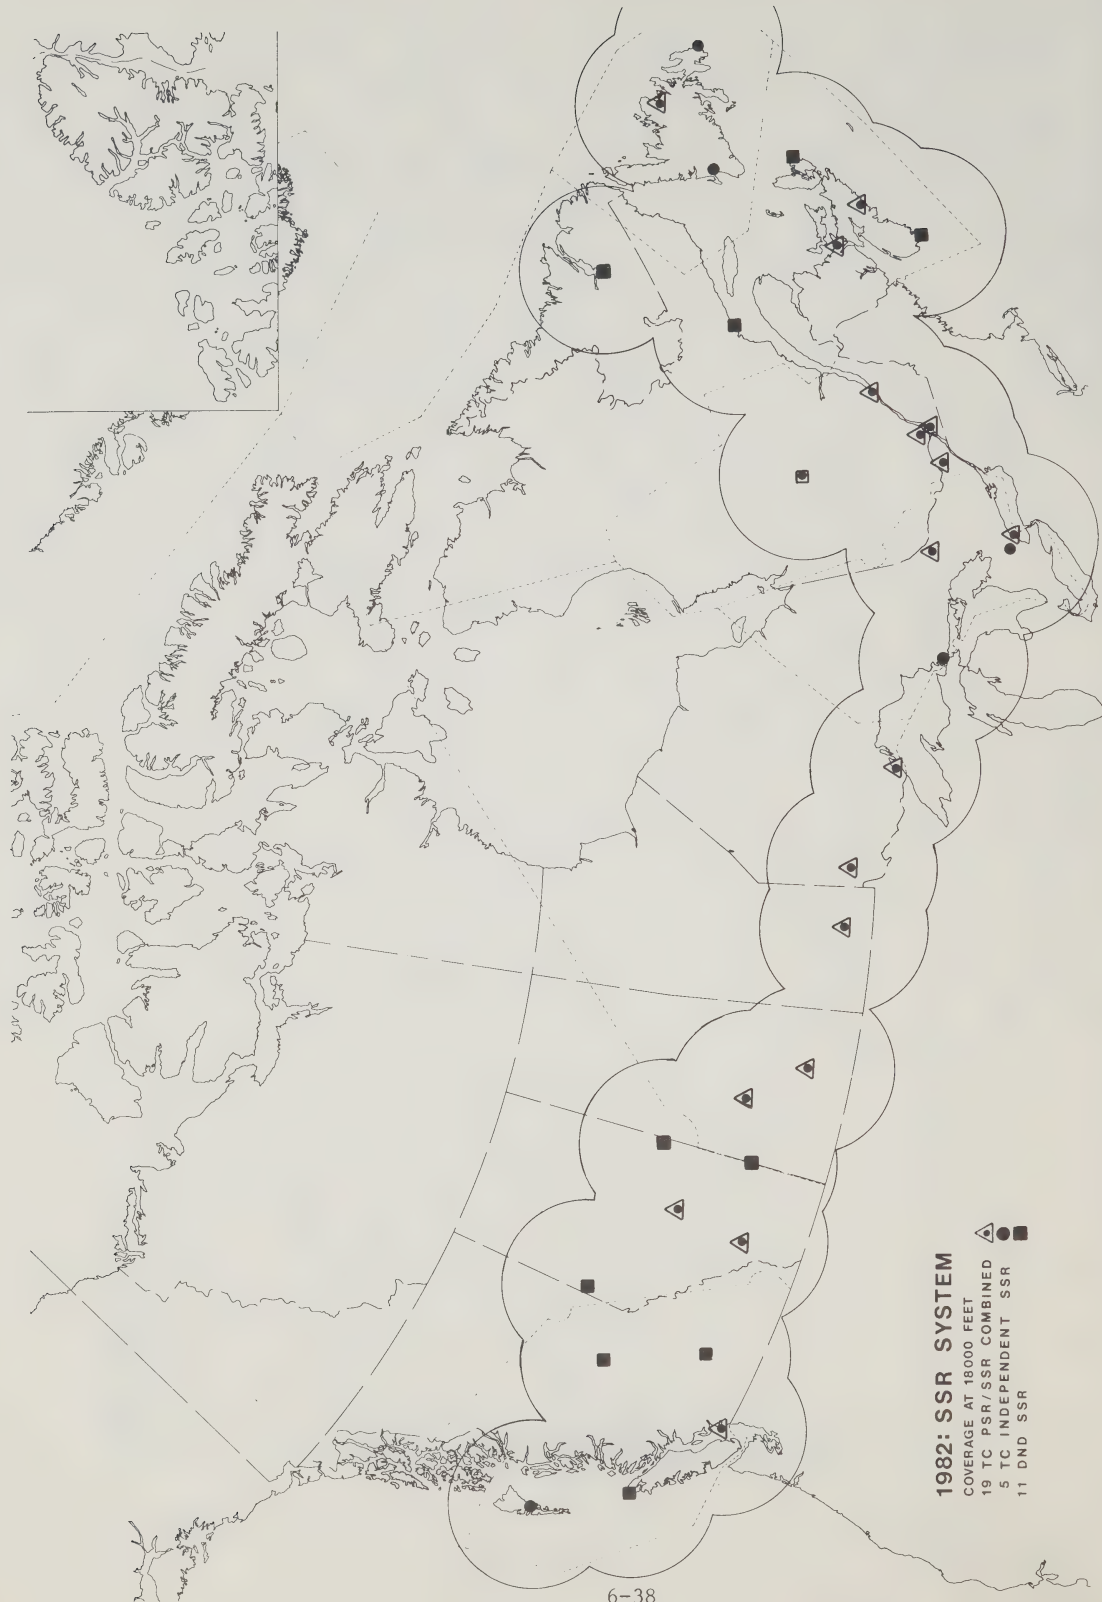 1982: SSR SYSTEM
COVERAGE AT 18000 FEET
19 TC PSR/SSR COMBINED
5 TC INDEPENDENT SSR
11 DND SSR
6-38